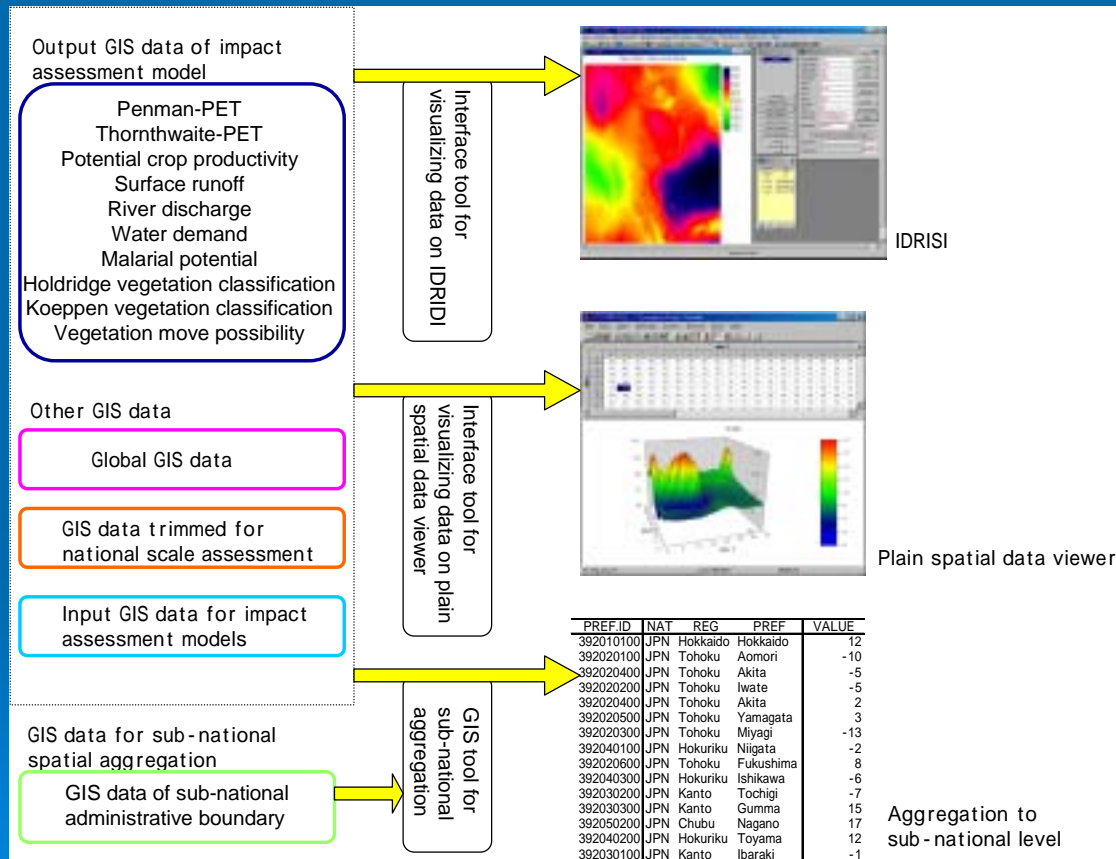 Output GIS data of impact
assessment model
Penman-PET
Thornthwaite-PET
Potential crop productivity
Surface runoff
River discharge
Water demand
Malarial potential
Holdridge vegetation classification
Koeppen vegetation classification
Vegetation move possibility
Other GIS data
Global GIS data
GIS data trimmed for
national scale assessment
Input GIS data for impact
assessment models
GIS data for sub-national
spatial aggregation
GIS data of sub-national
administrative boundary
Interface tool for
visualizing data on IDRIDI
Interface tool for
visualizing data on plain
spatial data viewer
GIS tool for
sub-national
aggregation
IDRISI
Plain spatial data viewer
PREF.ID NAT REG PREF VALUE
392010100 JPN Hokkaido Hokkaido 12
392020100 JPN Tohoku Aomori -10
392020400 JPN Tohoku Akita -5
392020200 JPN Tohoku Iwate -5
392020400 JPN Tohoku Akita 2
392020500 JPN Tohoku Yamagata 3
392020300 JPN Tohoku Miyagi -13
392040100 JPN Hokuriku Niigata -2
392020600 JPN Tohoku Fukushima 8
392040300 JPN Hokuriku Ishikawa -6
392030200 JPN Kanto Tochigi -7
392030300 JPN Kanto Gumma 15
392050200 JPN Chubu Nagano 17
392040200 JPN Hokuriku Toyama 12
392030100 JPN Kanto Ibaraki -1
Aggregation to
sub-national level